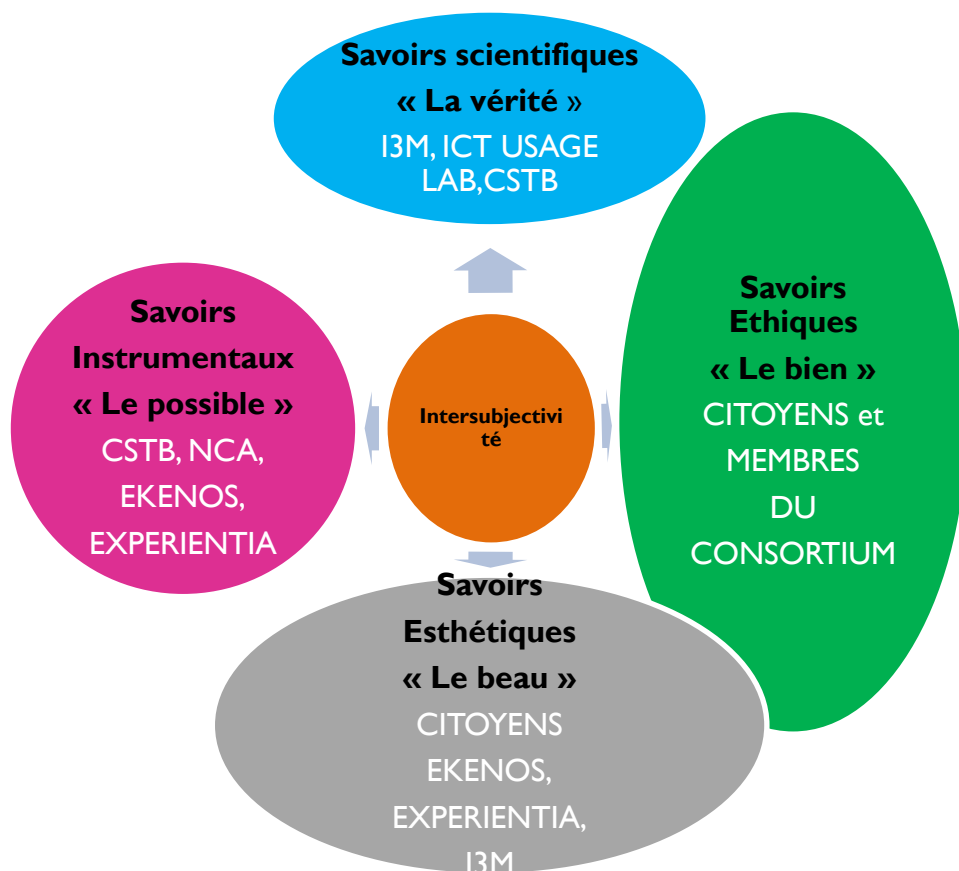 Savoirs scientifiques
« La vérité »
I3M, ICT USAGE
LAB,CSTB
Savoirs
Instrumentaux
« Le possible »
CSTB, NCA,
EKENOS,
EXPERIENTIA
Intersubjectivi
té
Savoirs
Ethiques
« Le bien »
CITOYENS et
MEMBRES
DU
CONSORTIUM
Savoirs
Esthétiques
« Le beau »
CITOYENS
EKENOS,
EXPERIENTIA,
I3M